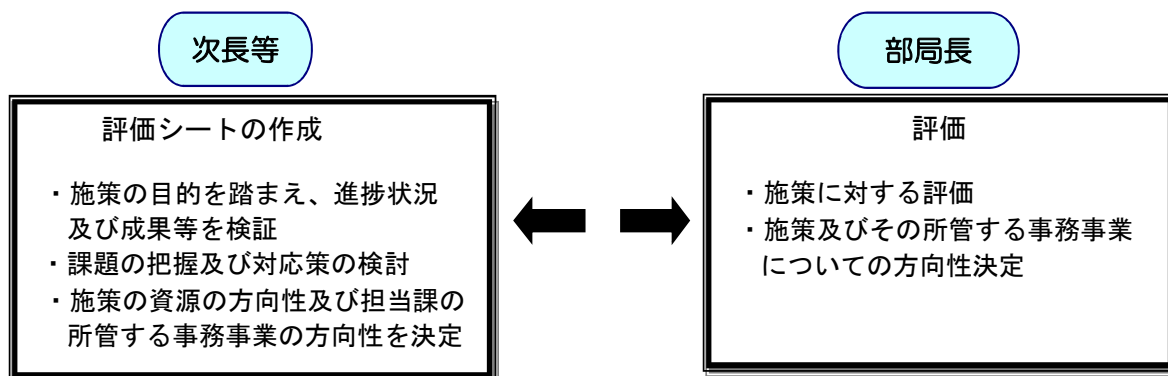 次長等
評価シートの作成
・施策の目的を踏まえ、進捗状況
及び成果等を検証
・課題の把握及び対応策の検討
・施策の資源の方向性及び担当課の
所管する事務事業の方向性を決定
部局長
評価
・施策に対する評価
・施策及びその所管する事務事業
についての方向性決定